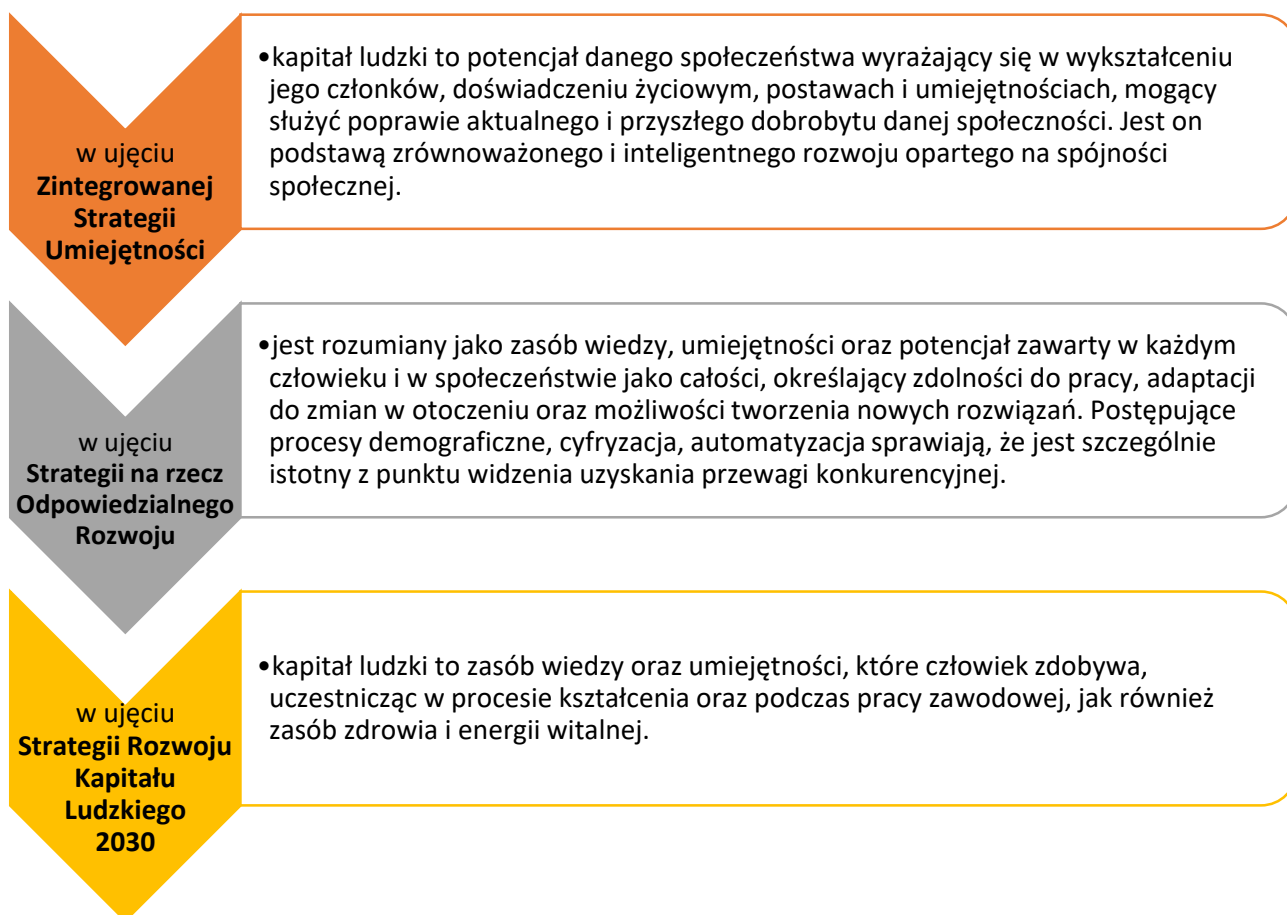 w ujęciu
Zintegrowanej
Strategii
Umiejętności
•kapitał ludzki to potencjał danego społeczeństwa wyrażający się w wykształceniu
jego członków, doświadczeniu życiowym, postawach i umiejętnościach, mogący
służyć poprawie aktualnego i przyszłego dobrobytu danej społeczności. Jest on
podstawą zrównoważonego i inteligentnego rozwoju opartego na spójności
społecznej.
w ujęciu
Strategii na rzecz
Odpowiedzialnego
Rozwoju
•jest rozumiany jako zasób wiedzy, umiejętności oraz potencjał zawarty w każdym
człowieku i w społeczeństwie jako całości, określający zdolności do pracy, adaptacji
do zmian w otoczeniu oraz możliwości tworzenia nowych rozwiązań. Postępujące
procesy demograficzne, cyfryzacja, automatyzacja sprawiają, że jest szczególnie
istotny z punktu widzenia uzyskania przewagi konkurencyjnej.
w ujęciu
Strategii Rozwoju
Kapitału
Ludzkiego
2030
•kapitał ludzki to zasób wiedzy oraz umiejętności, które człowiek zdobywa,
uczestnicząc w procesie kształcenia oraz podczas pracy zawodowej, jak również
zasób zdrowia i energii witalnej.